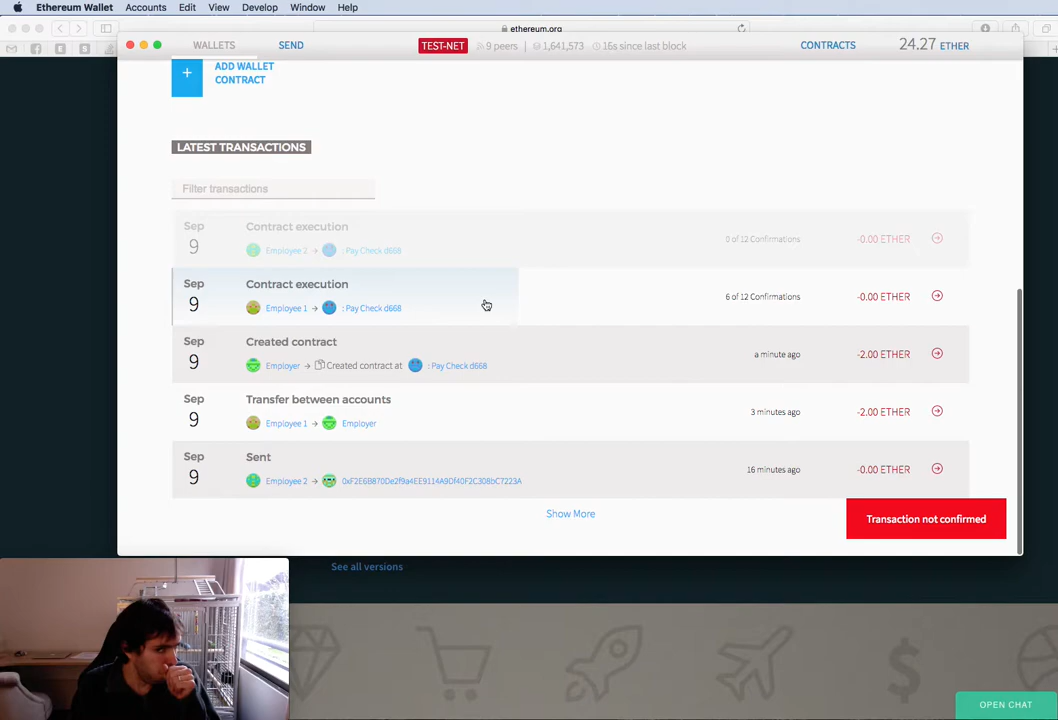 Ethereum Wallet Accounts Edit View Develop Window Help
ethereum.org
WALLETS SEND TEST-NET 9 peers 1,641,573 16s since last block CONTRACTS 24.27 ETHER
+ ADD WALLET
CONTRACT
LATEST TRANSACTIONS
Filter transactions
Sep Contract execution
9 Employee 2 → : Pay Check d668 0 of 12 Confirmations -0.00 ETHER
Sep Contract execution
9 Employee 1 → : Pay Check d668 6 of 12 Confirmations -0.00 ETHER
Sep Created contract
9 Employer → Created contract at : Pay Check d668 a minute ago -2.00 ETHER
Sep Transfer between accounts
9 Employee 1 → Employer 3 minutes ago -2.00 ETHER
Sep Sent
9 Employee 2 → 16 minutes ago -0.00 ETHER
Show More
Transaction not confirmed
See all versions
OPEN CHAT